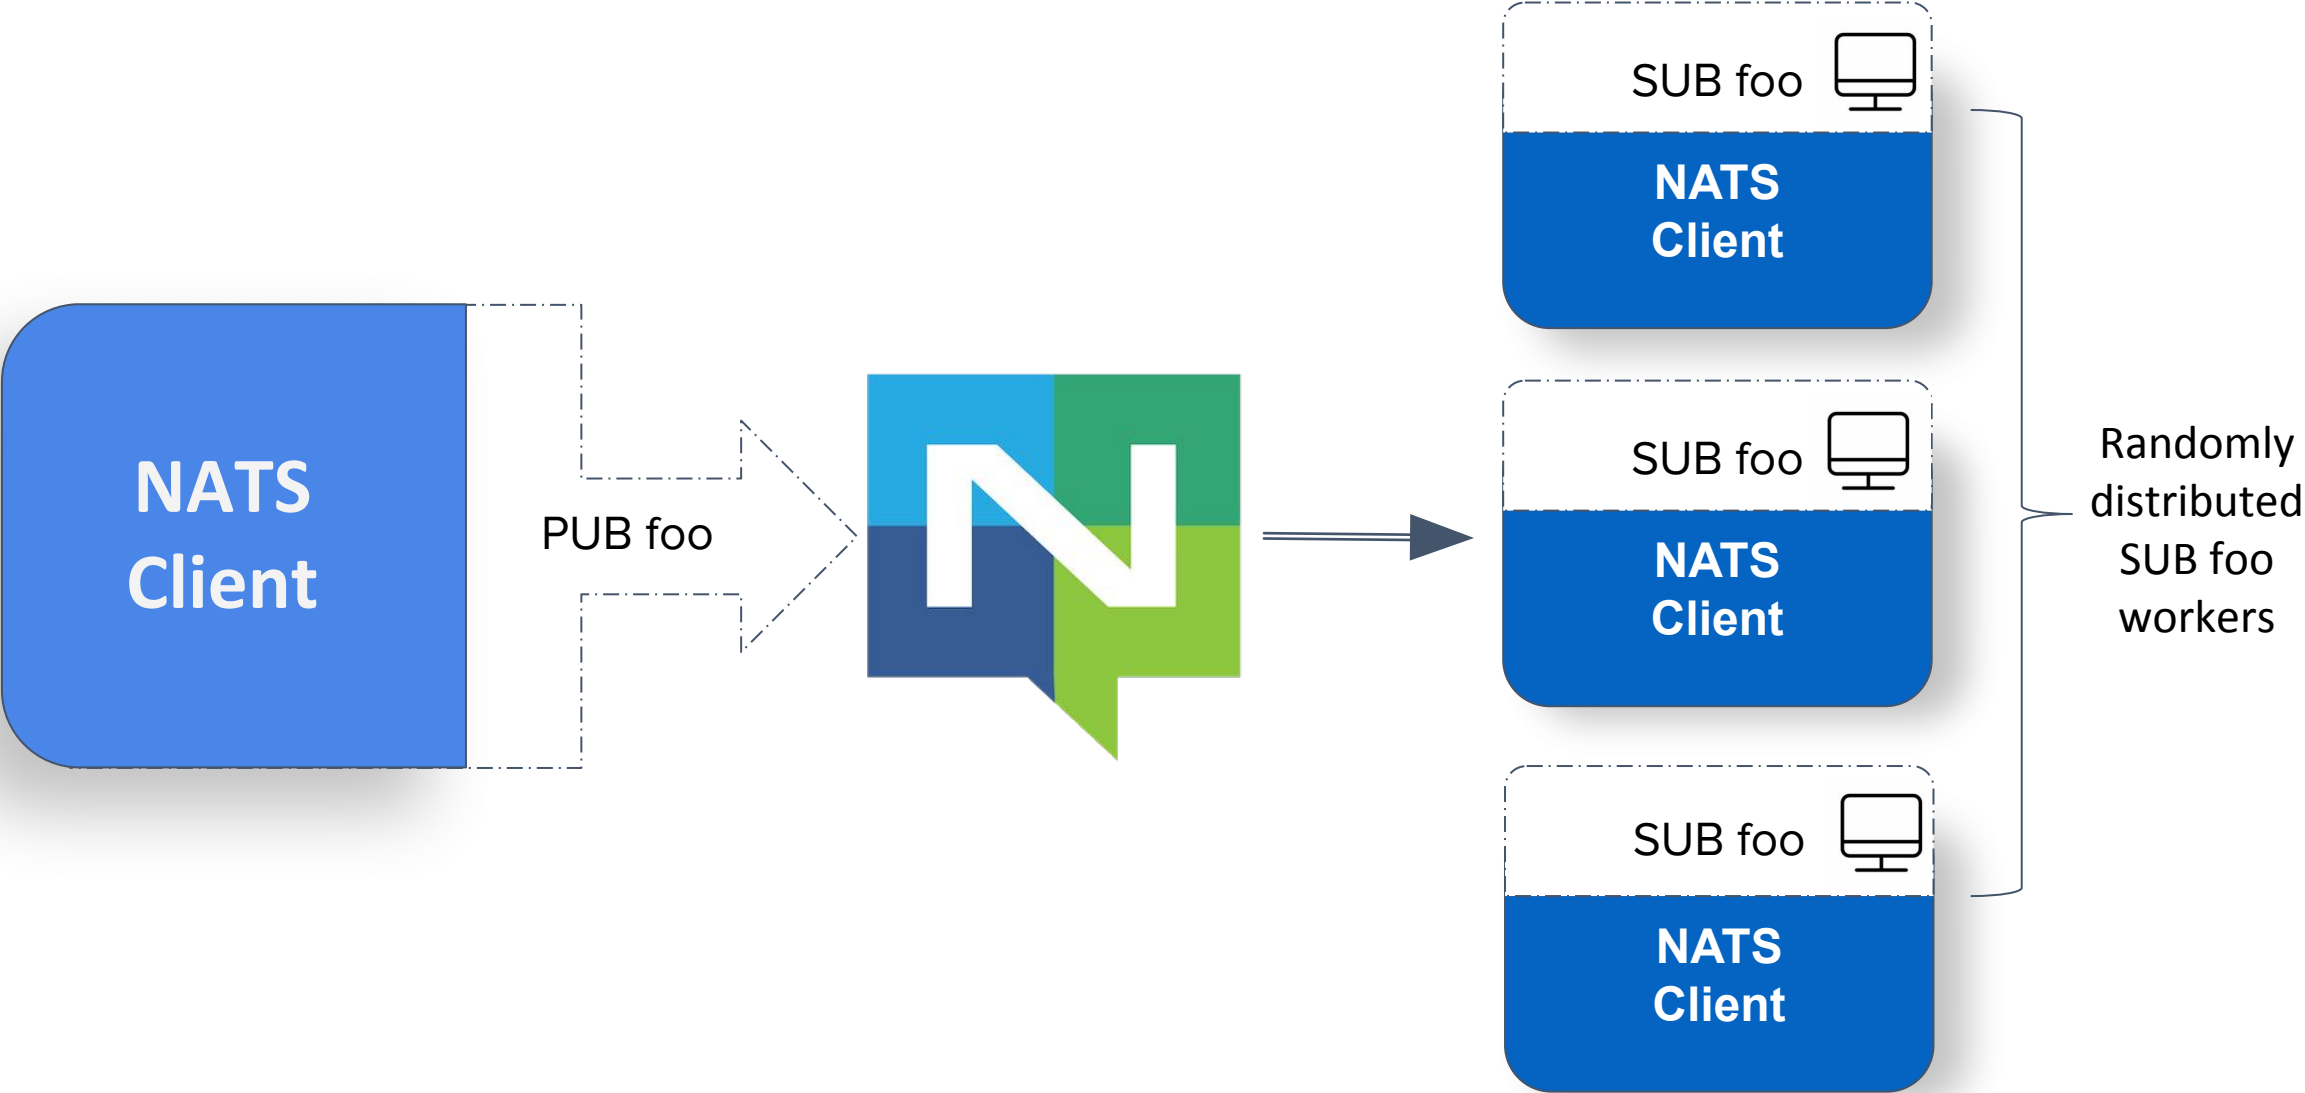 NATS
Client
PUB foo
SUB foo
NATS
Client
SUB foo
NATS
Client
SUB foo
NATS
Client
Randomly
distributed
SUB foo
workers